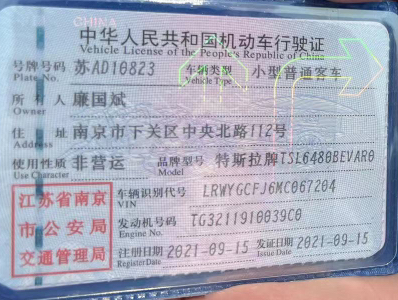 CHINA
中华人民共和国机动车行驶证
Vehicle License of the People's Republic of China
号牌号码 苏AD10823 车辆类型 小型普通客车
Plate No. Vehicle Type
所有人 廉国斌
Owner
住址 南京市下关区中央北路112号
Address
使用性质 非营运 品牌型号 特斯拉牌TSL6480BEVAR0
Use Character Model
江苏省南京
市公安局
交通管理局
车辆识别代号 LRWYGCFJ6MC067204
VIN
发动机号码 TG3211910039C0
Engine No.
注册日期 2021-09-15 发证日期 2021-09-15
Register Date Issue Date